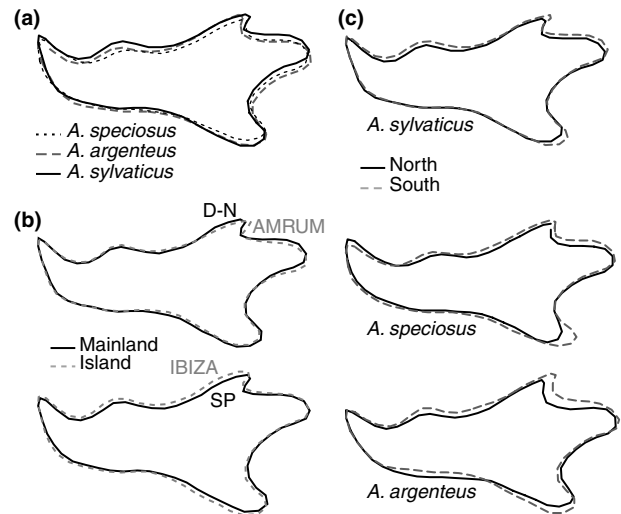 (a)
A. speciosus
A. argenteus
A. sylvaticus
(b)
D-N
AMRUM
Mainland
Island
IBIZA
SP
(c)
A. sylvaticus
North
South
A. speciosus
A. argenteus